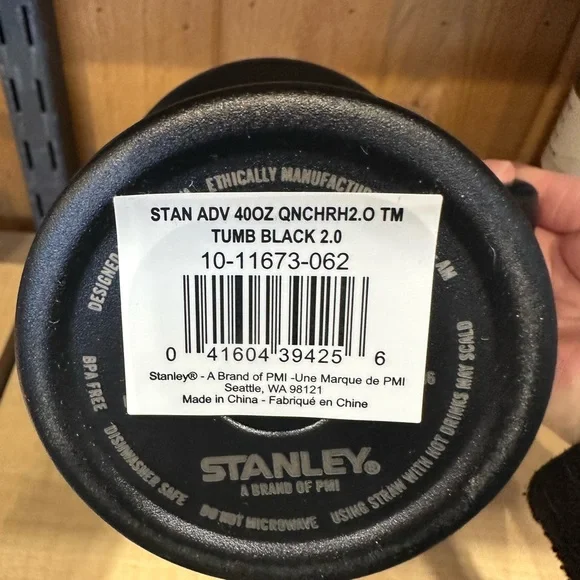 ETHICALLY MANUFACTUR
DESIGNED
STAN ADV 40OZ QNCHRH2.O TM
TUMB BLACK 2.0
10-11673-062
0 41604 39425 6
Stanley® - A Brand of PMI -Une Marque de PMI
Seattle, WA 98121
Made in China - Fabriqué en Chine
STANLEY®
A BRAND OF PMI
BPA FREE
DISHWASHER SAFE
DO NOT MICROWAVE
USING STRAW WITH HOT DRINKS MAY SCALD